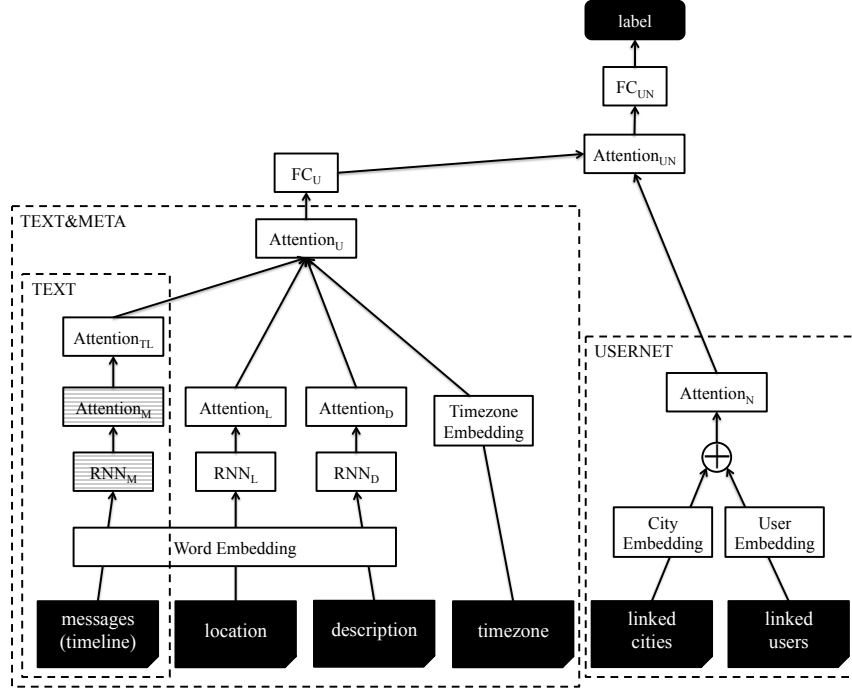 label
FC_UN
Attention_UN
FC_U
TEXT&META
Attention_U
TEXT
Attention_TL
USERNET
Attention_M
Attention_L
Attention_D
Timezone
Embedding
Attention_N
RNN_M
RNN_L
RNN_D
Word Embedding
City
Embedding
User
Embedding
messages
(timeline)
location
description
timezone
linked
cities
linked
users